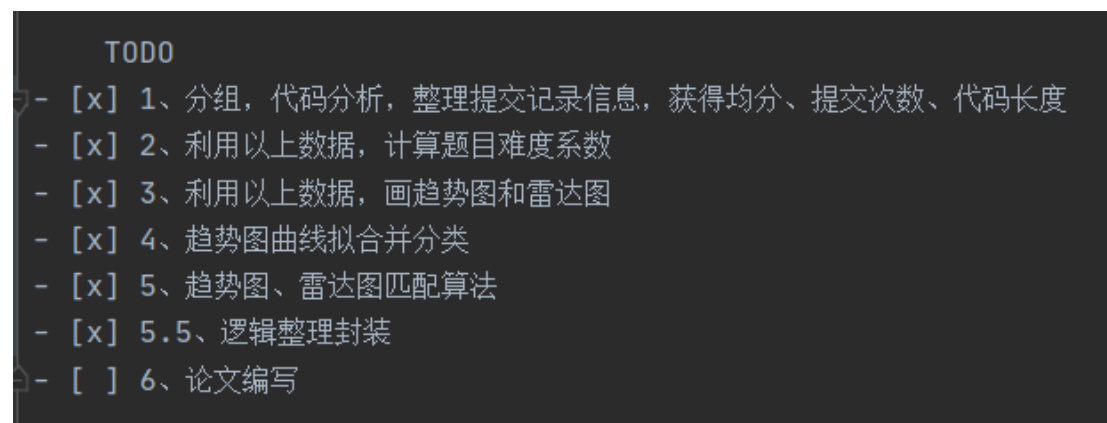 TODO
- [x] 1、分组，代码分析，整理提交记录信息，获得均分、提交次数、代码长度
- [x] 2、利用以上数据，计算题目难度系数
- [x] 3、利用以上数据，画趋势图和雷达图
- [x] 4、趋势图曲线拟合并分类
- [x] 5、趋势图、雷达图匹配算法
- [x] 5.5、逻辑整理封装
- [ ] 6、论文编写